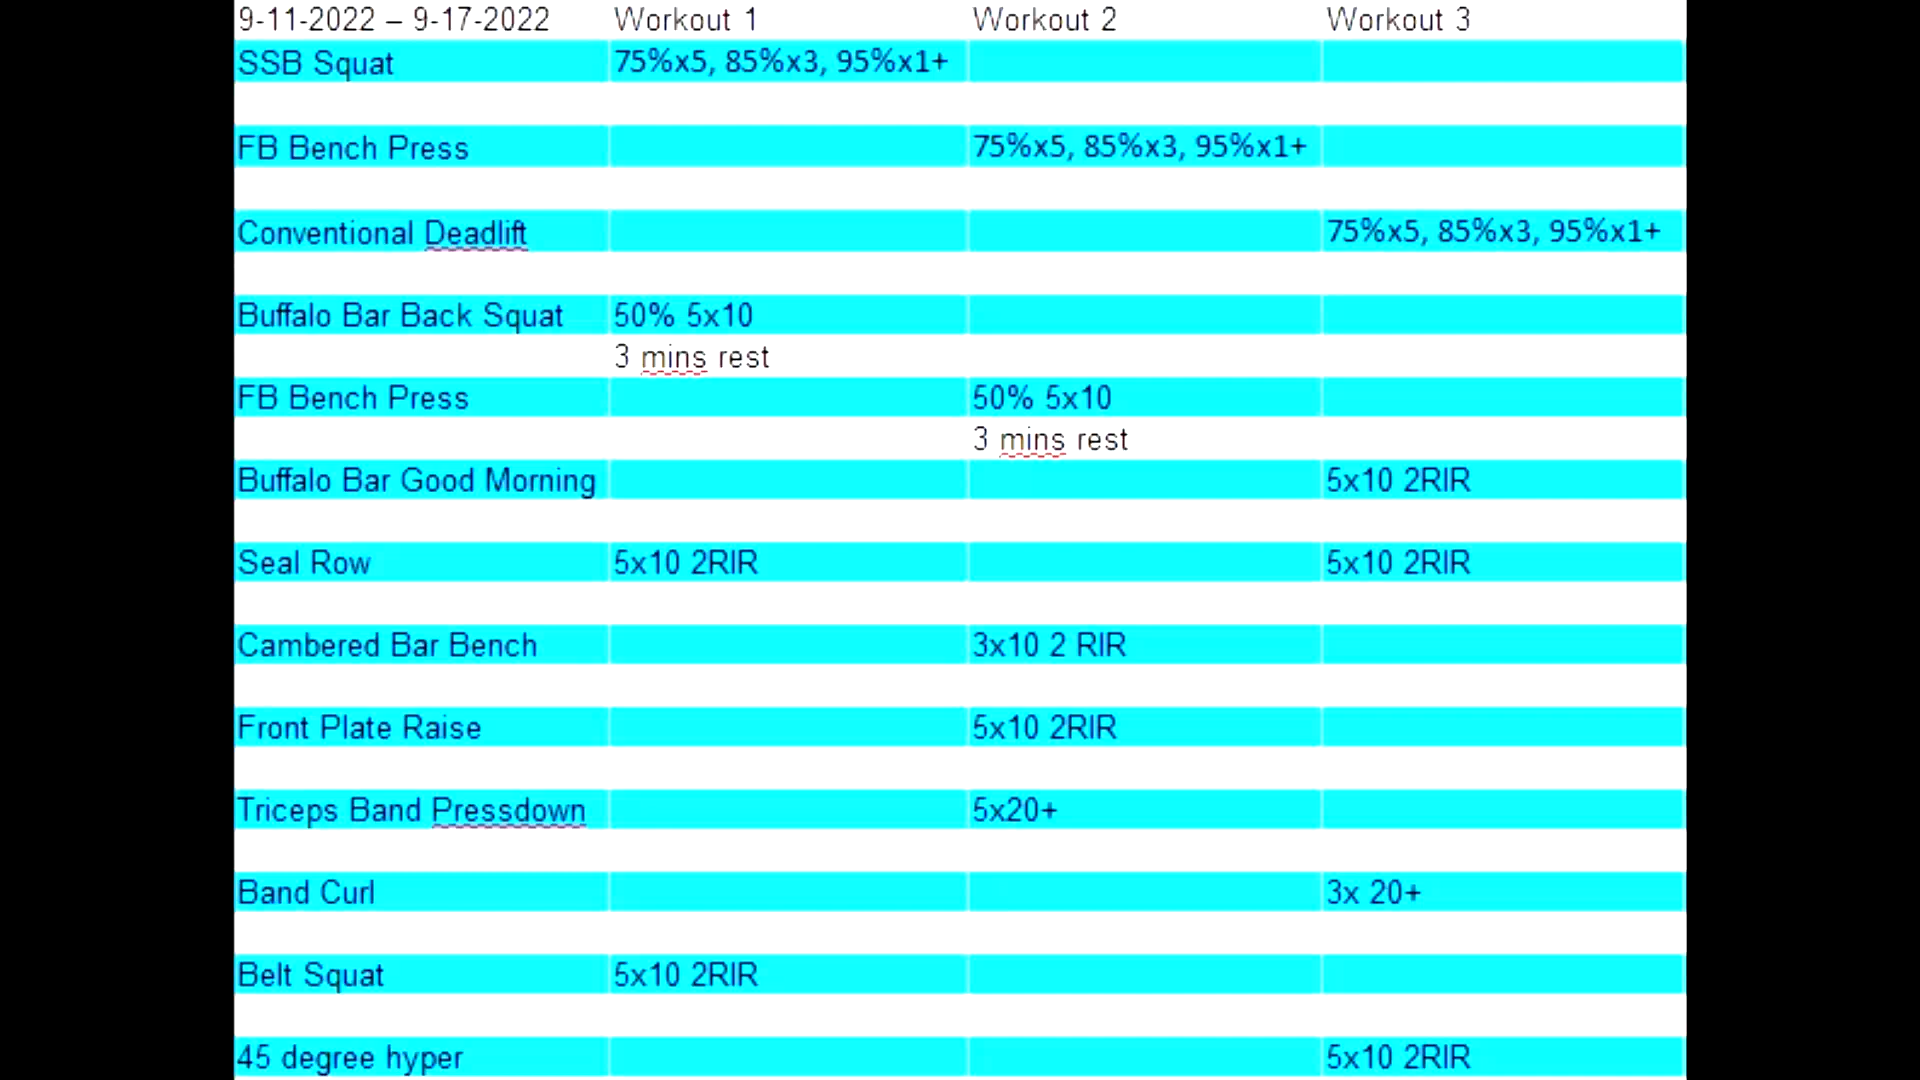 9-11-2022 – 9-17-2022 Workout 1 Workout 2 Workout 3
SSB Squat 75%x5, 85%x3, 95%x1+
FB Bench Press 75%x5, 85%x3, 95%x1+
Conventional Deadlift 75%x5, 85%x3, 95%x1+
Buffalo Bar Back Squat 50% 5x10
3 mins rest
FB Bench Press 50% 5x10
3 mins rest
Buffalo Bar Good Morning 5x10 2RIR
Seal Row 5x10 2RIR 5x10 2RIR
Cambered Bar Bench 3x10 2 RIR
Front Plate Raise 5x10 2RIR
Triceps Band Pressdown 5x20+
Band Curl 3x 20+
Belt Squat 5x10 2RIR
45 degree hyper 5x10 2RIR